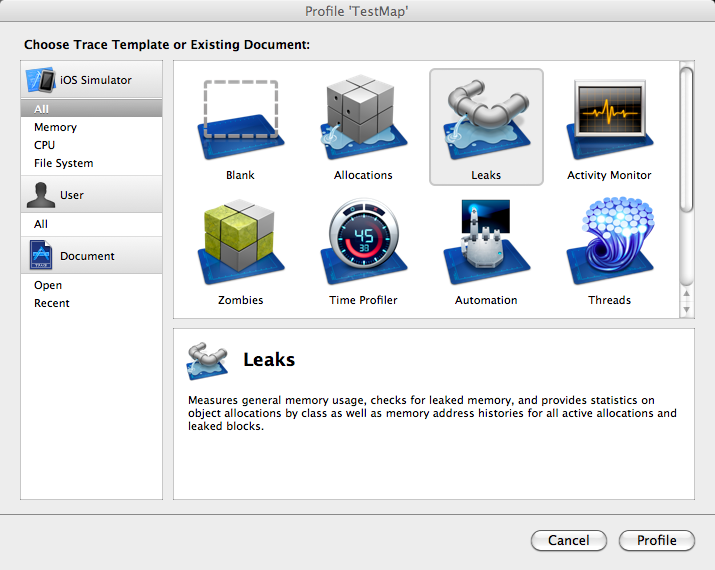 Profile 'TestMap'
Choose Trace Template or Existing Document:
iOS Simulator
All
Memory
CPU
File System
User
All
Document
Open
Recent
Blank
Allocations
Leaks
Activity Monitor
45
33
Zombies
Time Profiler
Automation
Threads
Leaks
Measures general memory usage, checks for leaked memory, and provides statistics on
object allocations by class as well as memory address histories for all active allocations and
leaked blocks.
Cancel
Profile